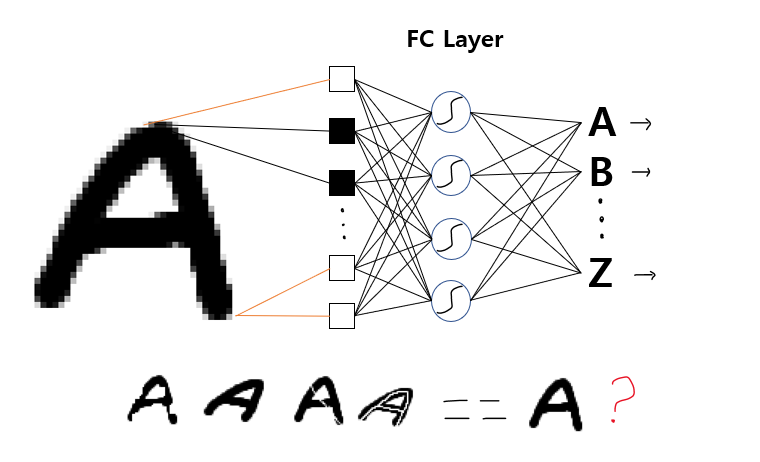 FC Layer
A
A →
B →
Z →
A A A A == A ?